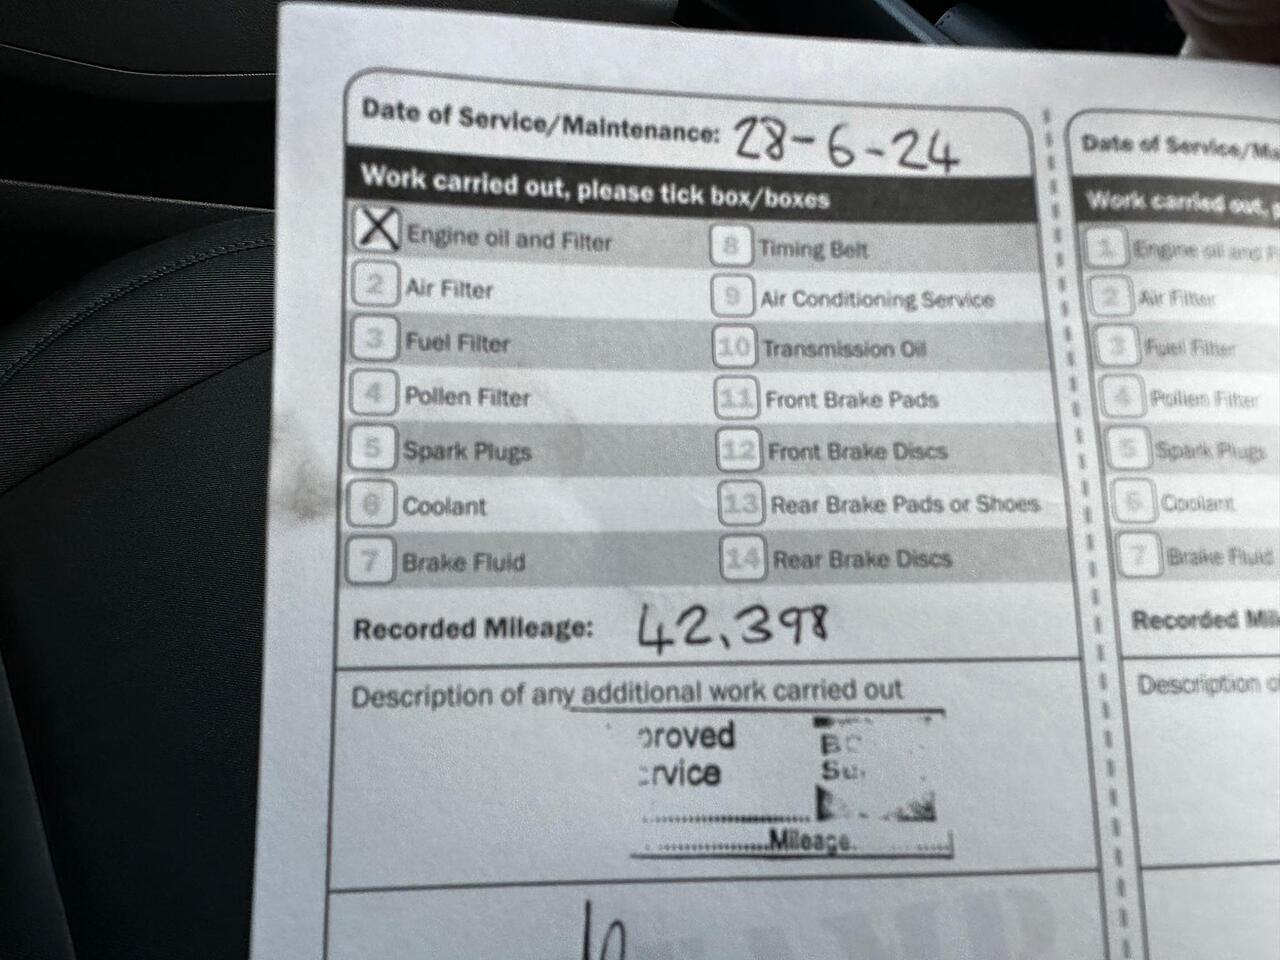 Date of Service/Maintenance: 28-6-24
Work carried out, please tick box/boxes
X Engine oil and Filter
2 Air Filter
3 Fuel Filter
4 Pollen Filter
5 Spark Plugs
6 Coolant
7 Brake Fluid
8 Timing Belt
9 Air Conditioning Service
10 Transmission Oil
11 Front Brake Pads
12 Front Brake Discs
13 Rear Brake Pads or Shoes
14 Rear Brake Discs
Recorded Mileage: 42,398
Description of any additional work carried out
proved
rvice
Mileage
Date of Service/Ma
Work carried out, p
1 Engine oil and F
2 Air Filter
3 Fuel Filter
4 Pollen Filter
5 Spark Plugs
6 Coolant
7 Brake Fluid
Recorded Mil
Description o